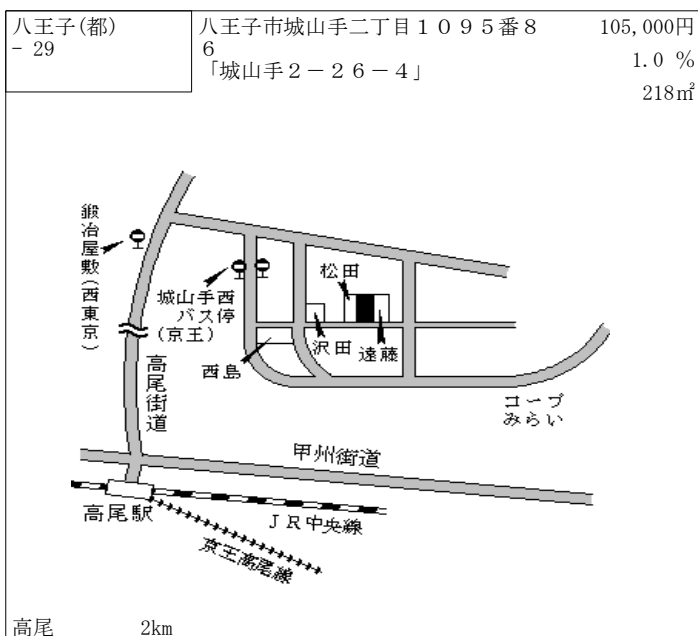 八王子(都)
- 29
八王子市城山手二丁目１０９５番８
６
「城山手２－２６－４」
105,000円
1.0 %
218㎡
鍛冶屋敷(西東京)
城山手西
バス停
(京王)
松田
沢田
遠藤
西島
高尾街道
コープ
みらい
甲州街道
高尾駅
ＪＲ中央線
京王高尾線
高尾 2km